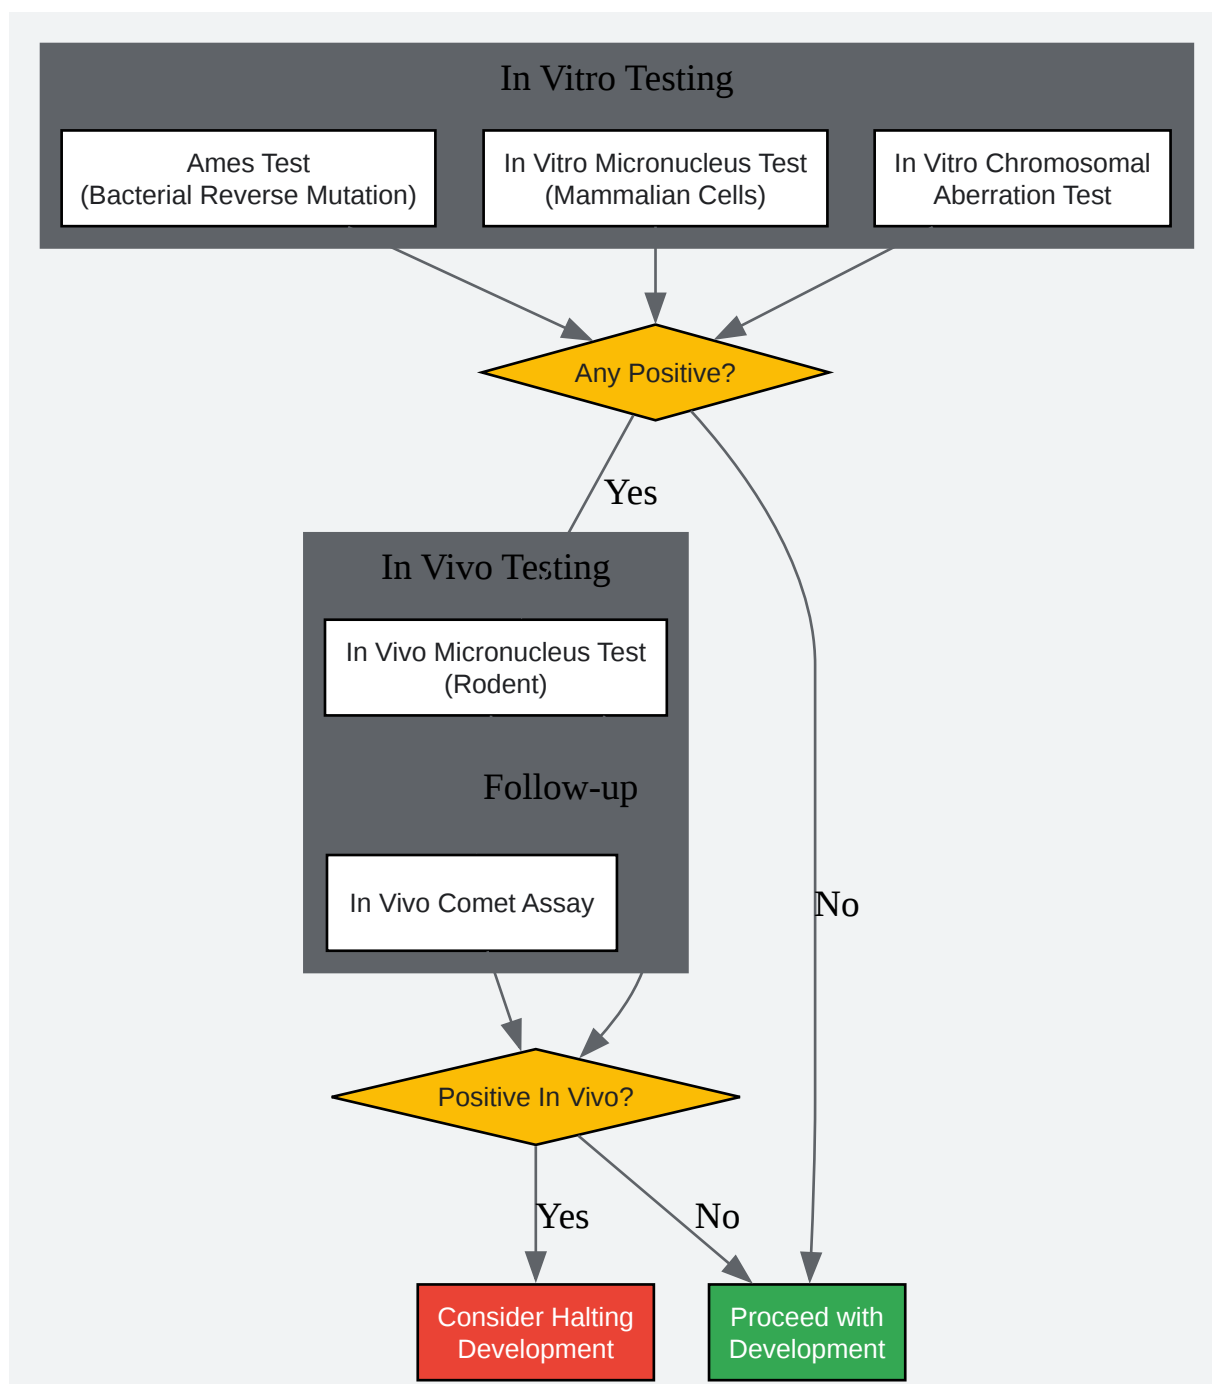 In Vitro Testing
Ames Test
(Bacterial Reverse Mutation)
In Vitro Micronucleus Test
(Mammalian Cells)
In Vitro Chromosomal
Aberration Test
Any Positive?
Yes
In Vivo Testing
In Vivo Micronucleus Test
(Rodent)
Follow-up
In Vivo Comet Assay
No
Positive In Vivo?
Yes
No
Consider Halting
Development
Proceed with
Development